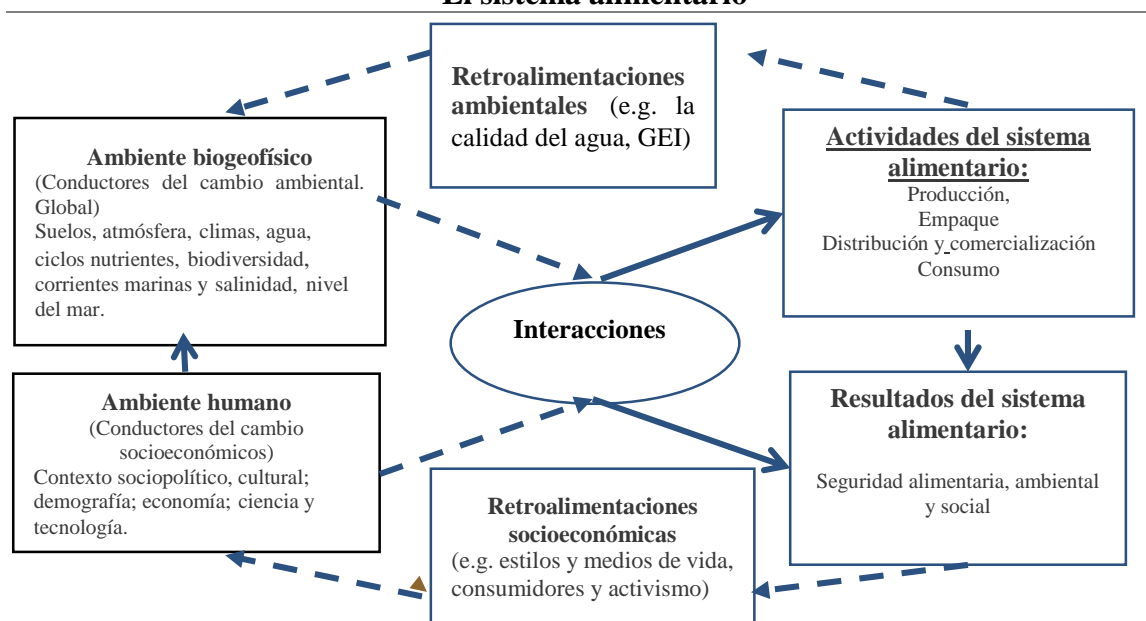 El sistema alimentario
Retroalimentaciones
ambientales (e.g. la
calidad del agua, GEI)
Ambiente biogeofísico
(Conductores del cambio ambiental.
Global)
Suelos, atmósfera, climas, agua,
ciclos nutrientes, biodiversidad,
corrientes marinas y salinidad, nivel
del mar.
Actividades del sistema
alimentario:
Producción,
Empaque
Distribución y comercialización
Consumo
Interacciones
Ambiente humano
(Conductores del cambio
socioeconómicos)
Contexto sociopolítico, cultural;
demografía; economía; ciencia y
tecnología.
Resultados del sistema
alimentario:
Seguridad alimentaria, ambiental
y social
Retroalimentaciones
socioeconómicas
(e.g. estilos y medios de vida,
consumidores y activismo)